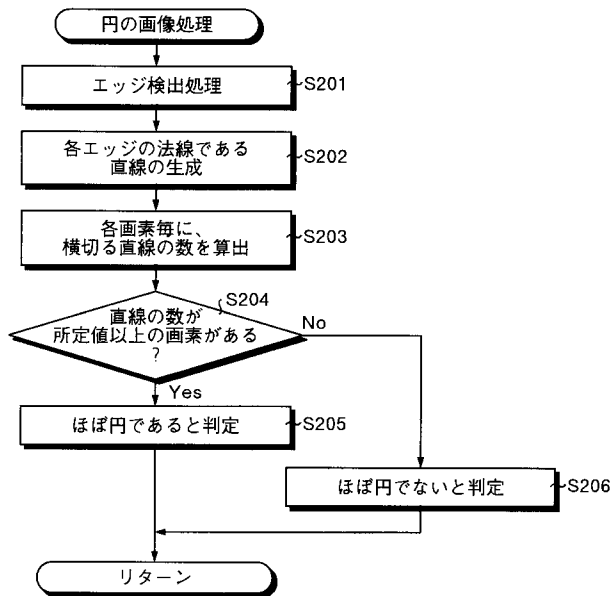 円の画像処理
エッジ検出処理
S201
各エッジの法線である
直線の生成
S202
各画素毎に、
横切る直線の数を算出
S203
S204
直線の数が
所定値以上の画素がある
?
No
Yes
ほぼ円であると判定
S205
ほぼ円でないと判定
S206
リターン